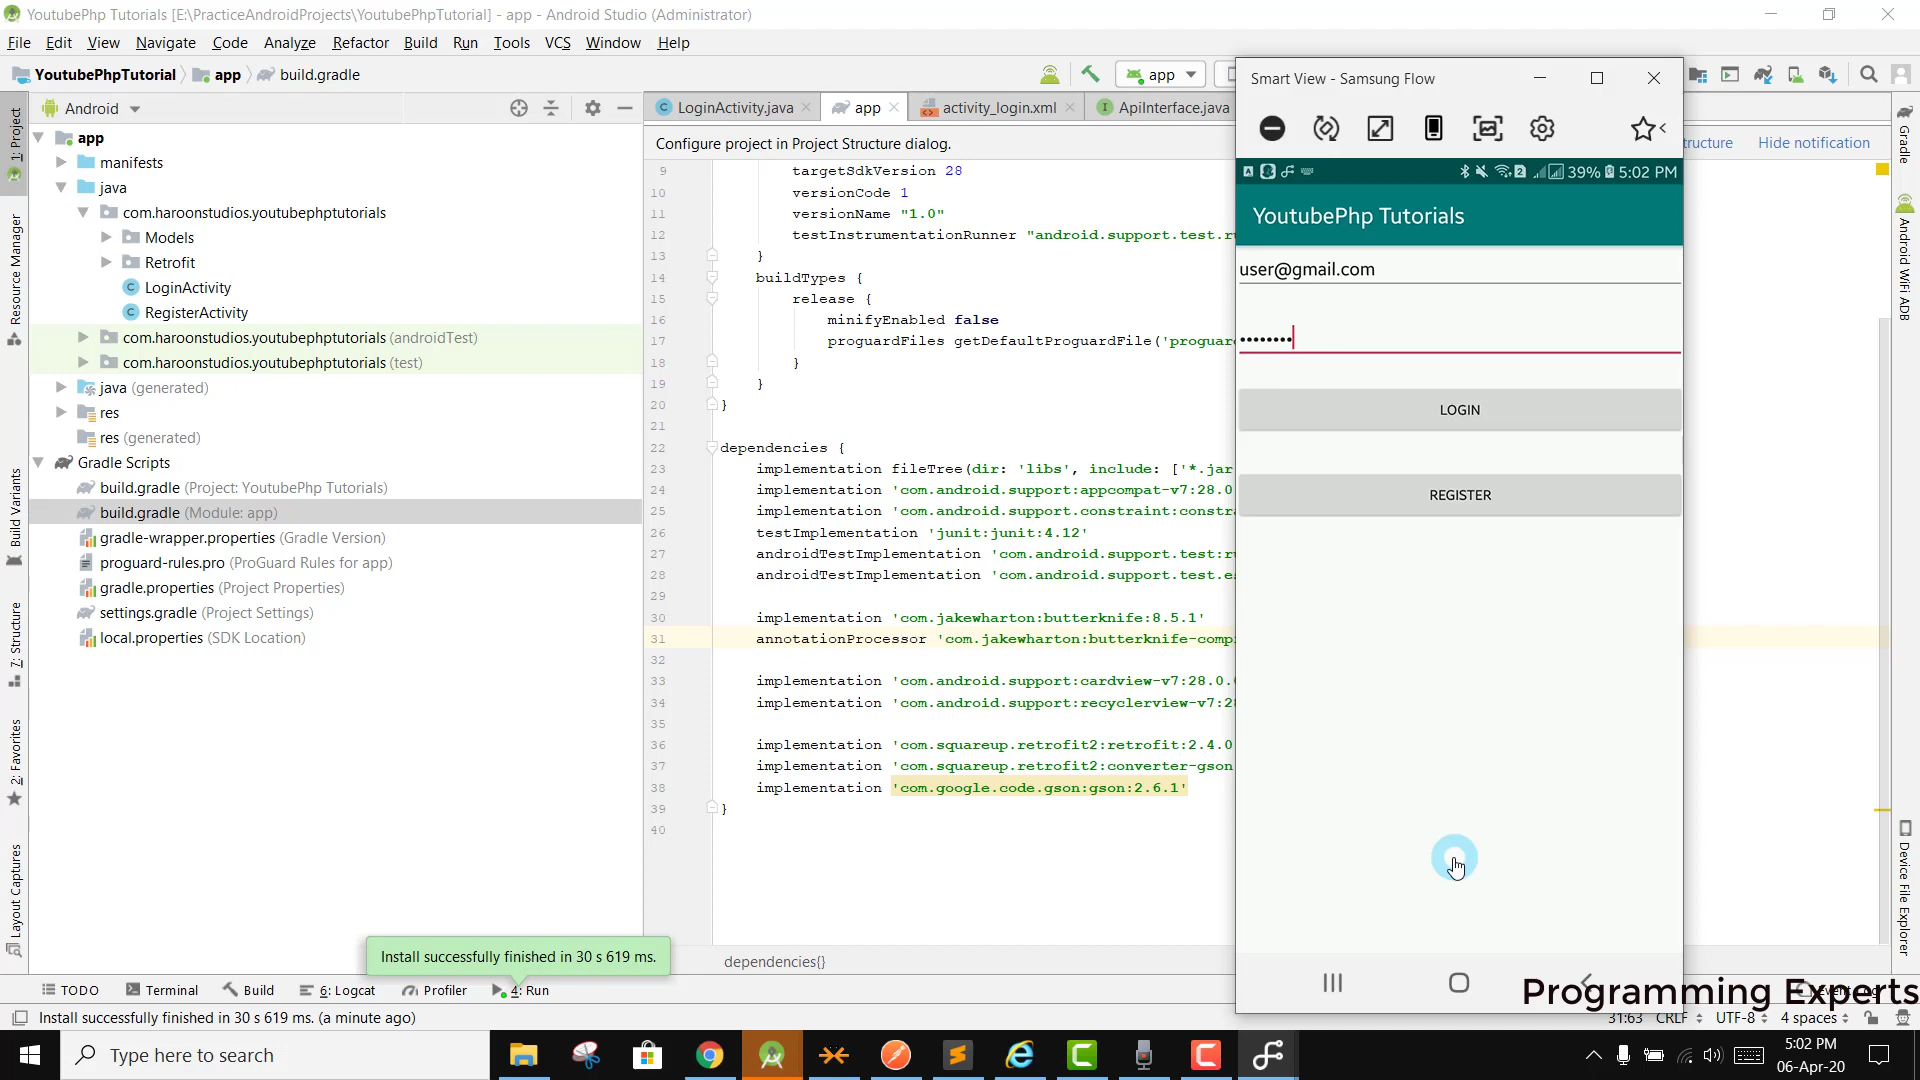 YoutubePhp Tutorials [E:\PracticeAndroidProjects\YoutubePhpTutorial] - app - Android Studio (Administrator)
File Edit View Navigate Code Analyze Refactor Build Run Tools VCS Window Help
YoutubePhpTutorial app build.gradle
app
Android
LoginActivity.java
app
activity_login.xml
ApiInterface.java
1: Project
Resource Manager
Build Variants
7: Structure
2: Favorites
Layout Captures
app
manifests
java
com.haroonstudios.youtubephptutorials
Models
Retrofit
LoginActivity
RegisterActivity
com.haroonstudios.youtubephptutorials (androidTest)
com.haroonstudios.youtubephptutorials (test)
java (generated)
res
res (generated)
Gradle Scripts
build.gradle (Project: YoutubePhp Tutorials)
build.gradle (Module: app)
gradle-wrapper.properties (Gradle Version)
proguard-rules.pro (ProGuard Rules for app)
gradle.properties (Project Properties)
settings.gradle (Project Settings)
local.properties (SDK Location)
Configure project in Project Structure dialog.
ructure Hide notification
9 targetSdkVersion 28
10 versionCode 1
11 versionName "1.0"
12 testInstrumentationRunner "android.support.test.ru
13 }
14 buildTypes {
15 release {
16 minifyEnabled false
17 proguardFiles getDefaultProguardFile('proguar
18 }
19 }
20 }
21
22 dependencies {
23 implementation fileTree(dir: 'libs', include: ['*.jar
24 implementation 'com.android.support:appcompat-v7:28.0
25 implementation 'com.android.support.constraint:constr
26 testImplementation 'junit:junit:4.12'
27 androidTestImplementation 'com.android.support.test:r
28 androidTestImplementation 'com.android.support.test.es
29
30 implementation 'com.jakewharton:butterknife:8.5.1'
31 annotationProcessor 'com.jakewharton:butterknife-comp
32
33 implementation 'com.android.support:cardview-v7:28.0.
34 implementation 'com.android.support:recyclerview-v7:28
35
36 implementation 'com.squareup.retrofit2:retrofit:2.4.0
37 implementation 'com.squareup.retrofit2:converter-gson
38 implementation 'com.google.code.gson:gson:2.6.1'
39 }
40
dependencies{}
Smart View - Samsung Flow
39% 5:02 PM
YoutubePhp Tutorials
user@gmail.com
••••••••
LOGIN
REGISTER
Gradle
Android WiFi ADB
Device File Explorer
Install successfully finished in 30 s 619 ms.
TODO Terminal Build 6: Logcat Profiler 4: Run
Programming Experts
Install successfully finished in 30 s 619 ms. (a minute ago)
31:63 CRLF UTF-8 4 spaces
Type here to search
5:02 PM
06-Apr-20